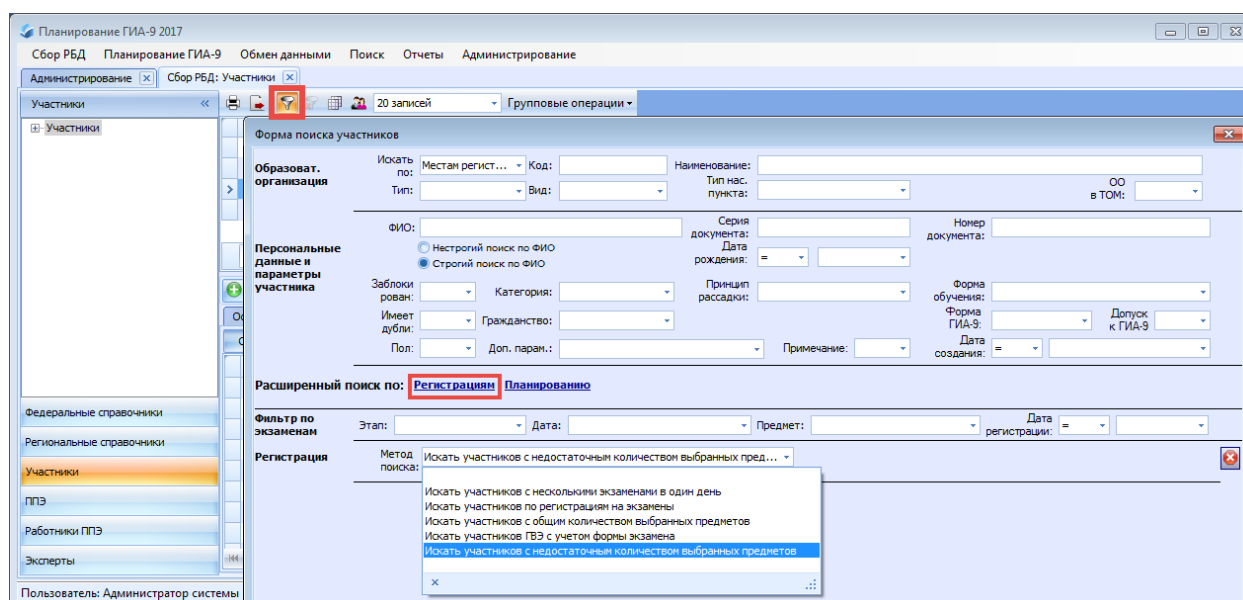 Планирование ГИА-9 2017
Сбор РБД Планирование ГИА-9 Обмен данными Поиск Отчеты Администрирование
Администрирование Сбор РБД: Участники
Участники « 20 записей Групповые операции
Участники
Форма поиска участников
Образоват. организация
Искать по: Местам регист... Код: Наименование:
Тип: Вид: Тип нас. пункта: ОО в ТОМ:
Персональные данные и параметры участника
ФИО: Серия документа: Номер документа:
Нестрогий поиск по ФИО
Строгий поиск по ФИО
Дата рождения: =
Заблоки рован: Категория: Принцип рассадки: Форма обучения:
Имеет дубли: Гражданство: Форма ГИА-9: Допуск к ГИА-9
Пол: Доп. парам.: Примечание: Дата создания: =
Расширенный поиск по: Регистрациям Планированию
Фильтр по экзаменам
Этап: Дата: Предмет: Дата регистрации: =
Регистрация
Метод поиска: Искать участников с недостаточным количеством выбранных пред...
Искать участников с несколькими экзаменами в один день
Искать участников по регистрациям на экзамены
Искать участников с общим количеством выбранных предметов
Искать участников ГВЭ с учетом формы экзамена
Искать участников с недостаточным количеством выбранных предметов
Федеральные справочники
Региональные справочники
Участники
ППЭ
Работники ППЭ
Эксперты
Пользователь: Администратор системы